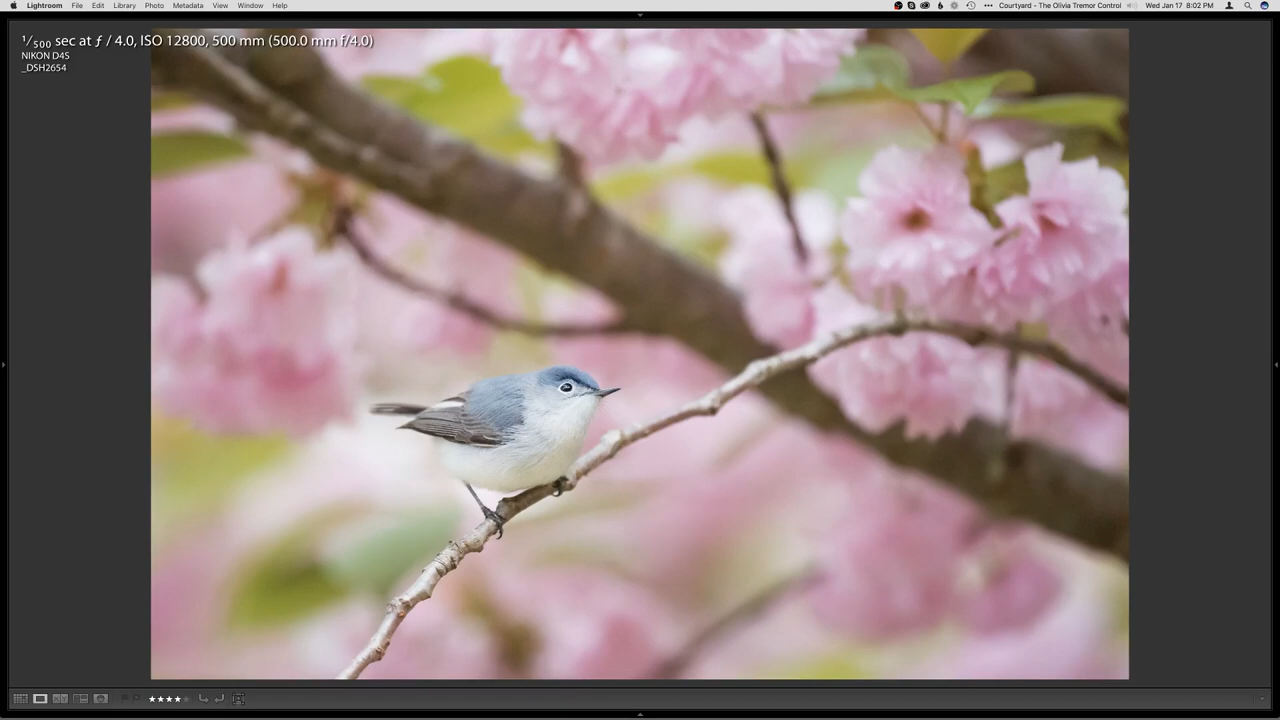 Lightroom File Edit Library Photo Metadata View Window Help
Courtyard - The Olivia Tremor Control Wed Jan 17 8:02 PM
1/500 sec at ƒ / 4.0, ISO 12800, 500 mm (500.0 mm f/4.0)
NIKON D4S
_DSH2654